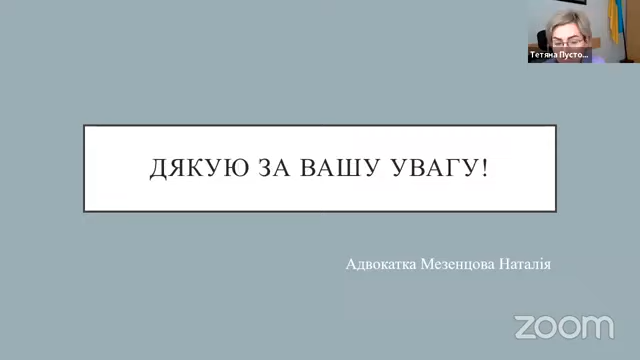 Тетяна Пусто...
ДЯКУЮ ЗА ВАШУ УВАГУ!
Адвокатка Мезенцова Наталія
zoom